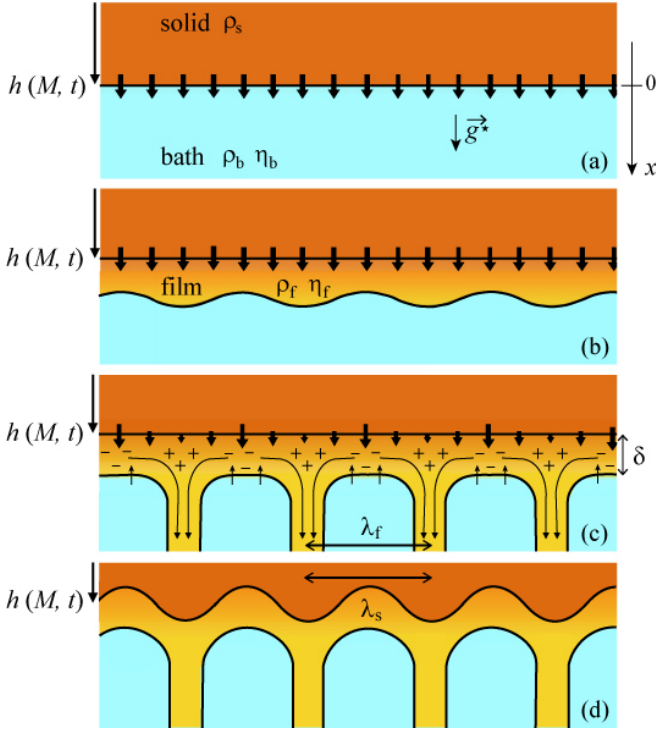 solid ρs
h (M, t)
0
g⋆
bath ρb ηb
(a)
x
h (M, t)
film ρf ηf
(b)
h (M, t)
- - + + - - + + - - + + - - + + -
- + - - + - - + - - + - -
δ
λf
(c)
h (M, t)
λs
(d)